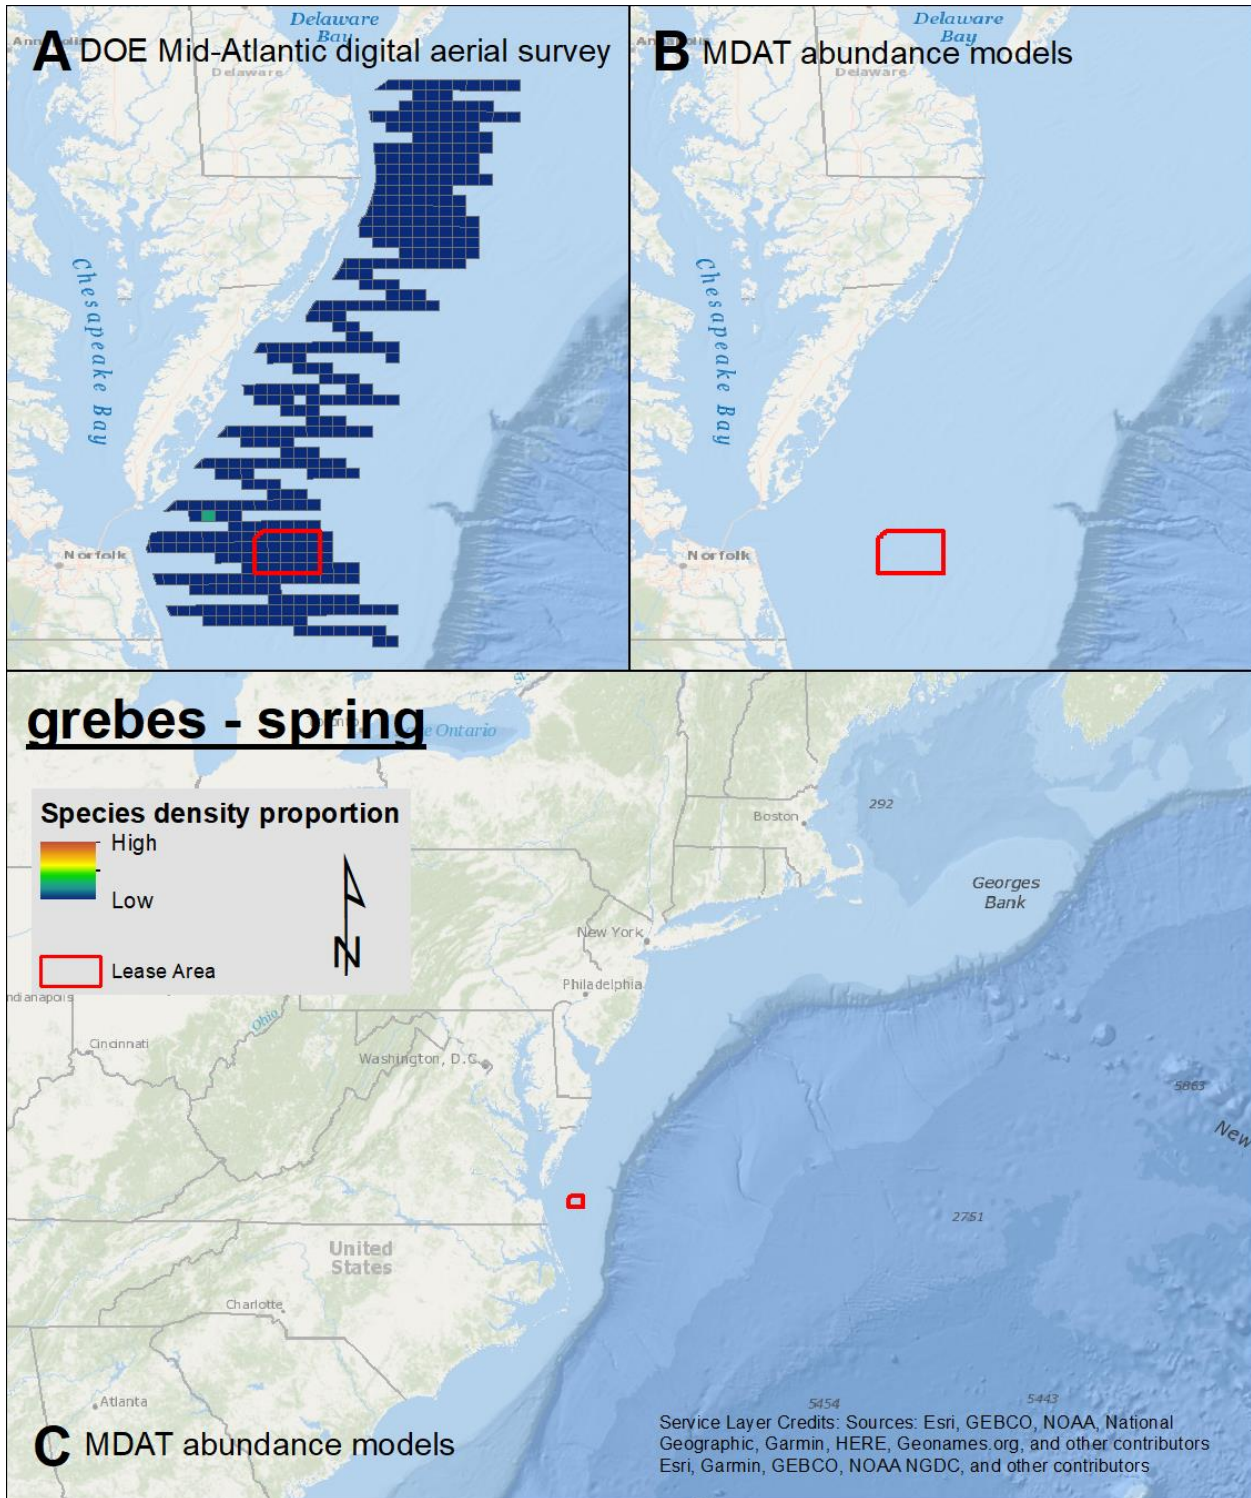 A DOE Mid-Atlantic digital aerial survey
Delaware
Bay
Delaware
Chesapeake Bay
Norfolk
B MDAT abundance models
Delaware
Bay
Delaware
Chesapeake Bay
Norfolk
grebes - spring
Ontario
Species density proportion
High
Low
N
Lease Area
292
Boston
Georges
Bank
New York
Philadelphia
Ohio
Cincinnati
Washington, D.C.
5863
New
2751
United
States
Charlotte
Atlanta
5454
5443
C MDAT abundance models
Service Layer Credits: Sources: Esri, GEBCO, NOAA, National
Geographic, Garmin, HERE, Geonames.org, and other contributors
Esri, Garmin, GEBCO, NOAA NGDC, and other contributors